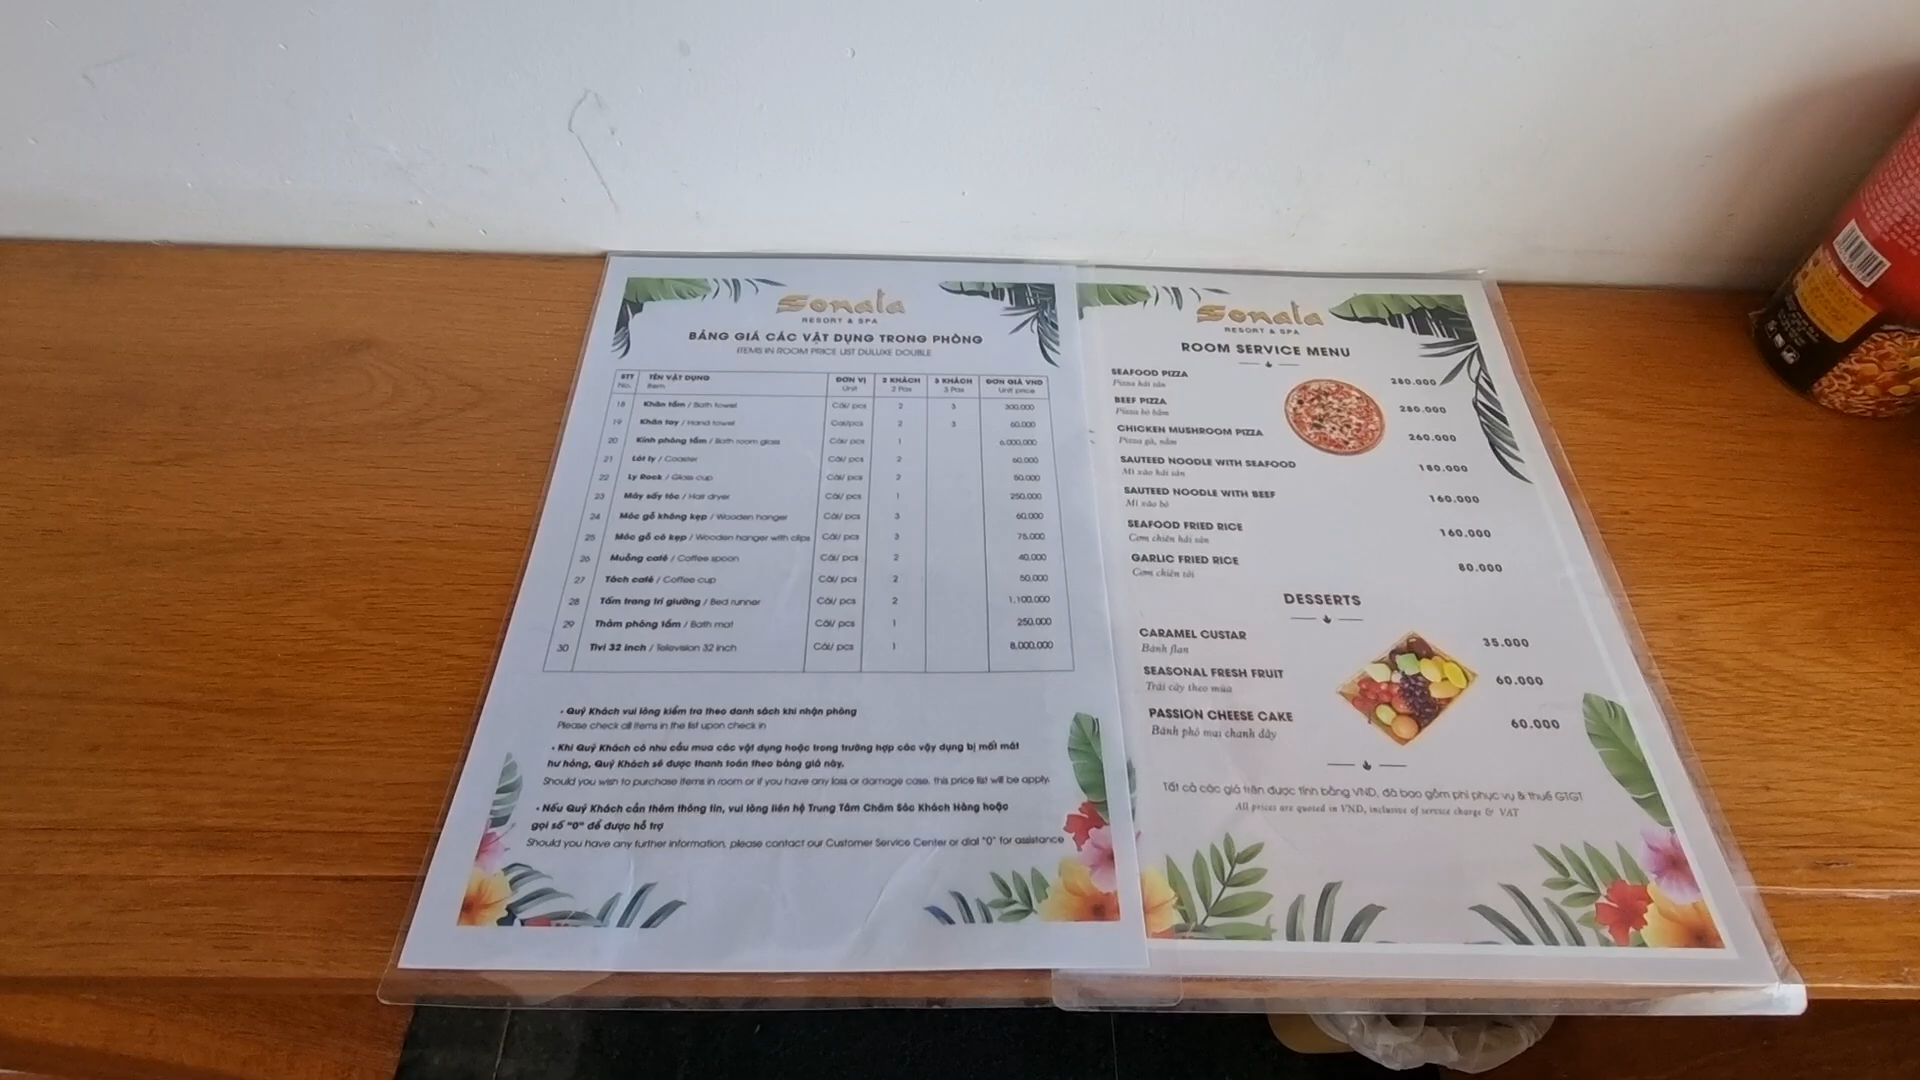 Sonata
RESORT & SPA
BẢNG GIÁ CÁC VẬT DỤNG TRONG PHÒNG
ITEMS IN ROOM PRICE LIST DULUXE DOUBLE
STT TÊN VẬT DỤNG ĐƠN VỊ 2 KHÁCH 3 KHÁCH ĐƠN GIÁ VND
No. Item Unit 2 Pax 3 Pax Unit price
18 Khăn tắm / Bath towel Cái/ pcs 2 3 300.000
19 Khăn tay / Hand towel Cái/pcs 2 3 60.000
20 Kính phòng tắm / Bath room glass Cái/ pcs 1 6.000.000
21 Lót ly / Coaster Cái/ pcs 2 60.000
22 Ly Rock / Glass cup Cái/ pcs 2 50.000
23 Máy sấy tóc / Hair dryer Cái/ pcs 1 250.000
24 Móc gỗ không kẹp / Wooden hanger Cái/ pcs 3 60.000
25 Móc gỗ có kẹp / Wooden hanger with clips Cái/ pcs 3 75.000
26 Muỗng café / Coffee spoon Cái/ pcs 2 40.000
27 Tách café / Coffee cup Cái/ pcs 2 50.000
28 Tấm trang trí giường / Bed runner Cái/ pcs 2 1,100.000
29 Thảm phòng tắm / Bath mat Cái/ pcs 1 250.000
30 Tivi 32 inch / Television 32 inch Cái/ pcs 1 8.000.000
- Quý Khách vui lòng kiểm tra theo danh sách khi nhận phòng
Please check all items in the list upon check in
- Khi Quý Khách có nhu cầu mua các vật dụng hoặc trong trường hợp các vậy dụng bị mất mát
hư hỏng, Quý Khách sẽ được thanh toán theo bảng giá này.
Should you wish to purchase items in room or if you have any loss or damage case, this price list will be apply.
- Nếu Quý Khách cần thêm thông tin, vui lòng liên hệ Trung Tâm Chăm Sóc Khách Hàng hoặc
gọi số "0" để được hỗ trợ
Should you have any further information, please contact our Customer Service Center or dial "0" for assistance
Sonata
RESORT & SPA
ROOM SERVICE MENU
SEAFOOD PIZZA 280.000
Pizza hải sản
BEEF PIZZA 280.000
Pizza bò bằm
CHICKEN MUSHROOM PIZZA 260.000
Pizza gà, nấm
SAUTEED NOODLE WITH SEAFOOD 180.000
Mì xào hải sản
SAUTEED NOODLE WITH BEEF 160.000
Mì xào bò
SEAFOOD FRIED RICE 160.000
Cơm chiên hải sản
GARLIC FRIED RICE 80.000
Cơm chiên tỏi
DESSERTS
CARAMEL CUSTAR 35.000
Bánh flan
SEASONAL FRESH FRUIT 60.000
Trái cây theo mùa
PASSION CHEESE CAKE 60.000
Bánh phô mai chanh dây
Tất cả các giá trên được tính bằng VND, đã bao gồm phí phục vụ & thuế GTGT
All prices are quoted in VND, inclusive of service charge & VAT